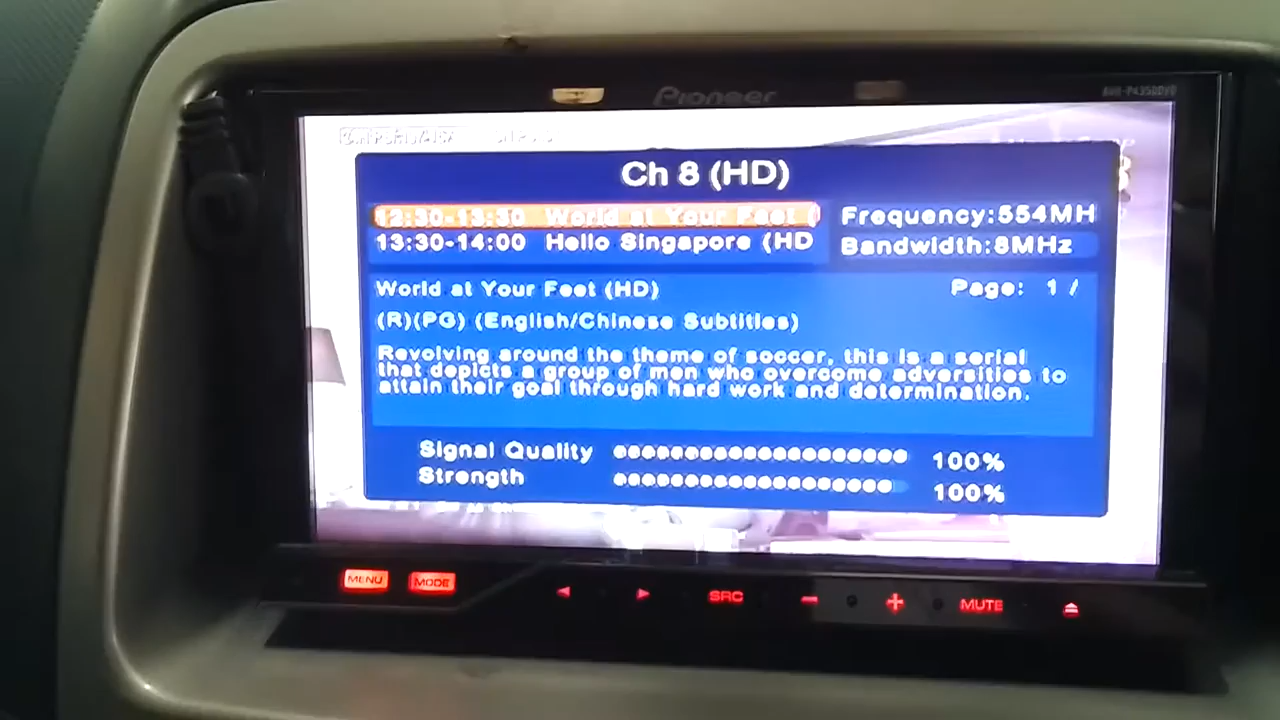 Pioneer
AVH-P4350DVD
Ch 8 (HD)
12:30-13:30 World at Your Feet (
Frequency:554MH
13:30-14:00 Hello Singapore (HD
Bandwidth:8MHz
World at Your Feet (HD)
Page: 1 /
(R)(PG) (English/Chinese Subtitles)
Revolving around the theme of soccer, this is a serial
that depicts a group of men who overcome adversities to
attain their goal through hard work and determination.
Signal Quality 100%
Strength 100%
MENU MODE SRC − + MUTE